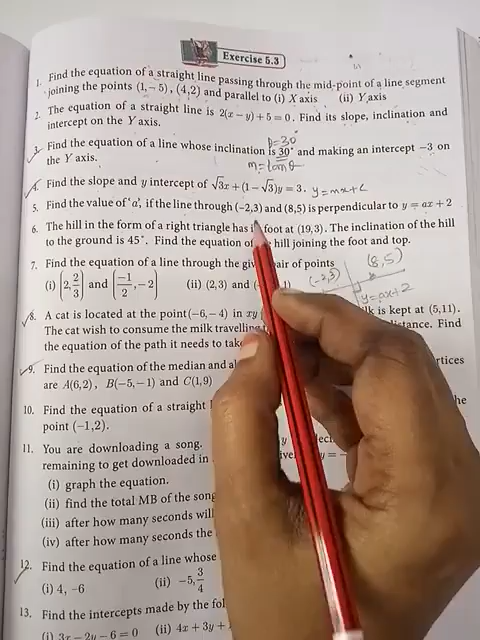 Exercise 5.3
1. Find the equation of a straight line passing through the mid-point of a line segment
joining the points (1,−5), (4,2) and parallel to (i) X axis (ii) Y axis
2. The equation of a straight line is 2(x − y) + 5 = 0. Find its slope, inclination and
intercept on the Y axis.
θ=30°
3. Find the equation of a line whose inclination is 30° and making an intercept −3 on
the Y axis.
m=tanθ
4. Find the slope and y intercept of √3x + (1 − √3)y = 3. y=mx+c
5. Find the value of 'a', if the line through (−2,3) and (8,5) is perpendicular to y = ax + 2
6. The hill in the form of a right triangle has foot at (19,3). The inclination of the hill
to the ground is 45°. Find the equation of hill joining the foot and top.
7. Find the equation of a line through the pair of points
(8,5)
(i) (2, 2/3) and (−1/2, −2) (ii) (2,3) and
(-2,3)
y=ax+2
8. A cat is located at the point(−6,−4) in xy is kept at (5,11).
The cat wish to consume the milk travelling Find
the equation of the path it needs to
9. Find the equation of the median and
are A(6,2), B(−5,−1) and C(1,9)
10. Find the equation of a straight
point (−1,2).
11. You are downloading a song.
remaining to get downloaded in
(i) graph the equation.
(ii) find the total MB of the song
(iii) after how many seconds
(iv) after how many seconds the
12. Find the equation of a line whose
(i) 4, −6 (ii) −5, 3/4
13. Find the intercepts made by the
(i) 3x − 2y − 6 = 0 (ii) 4x + 3y +